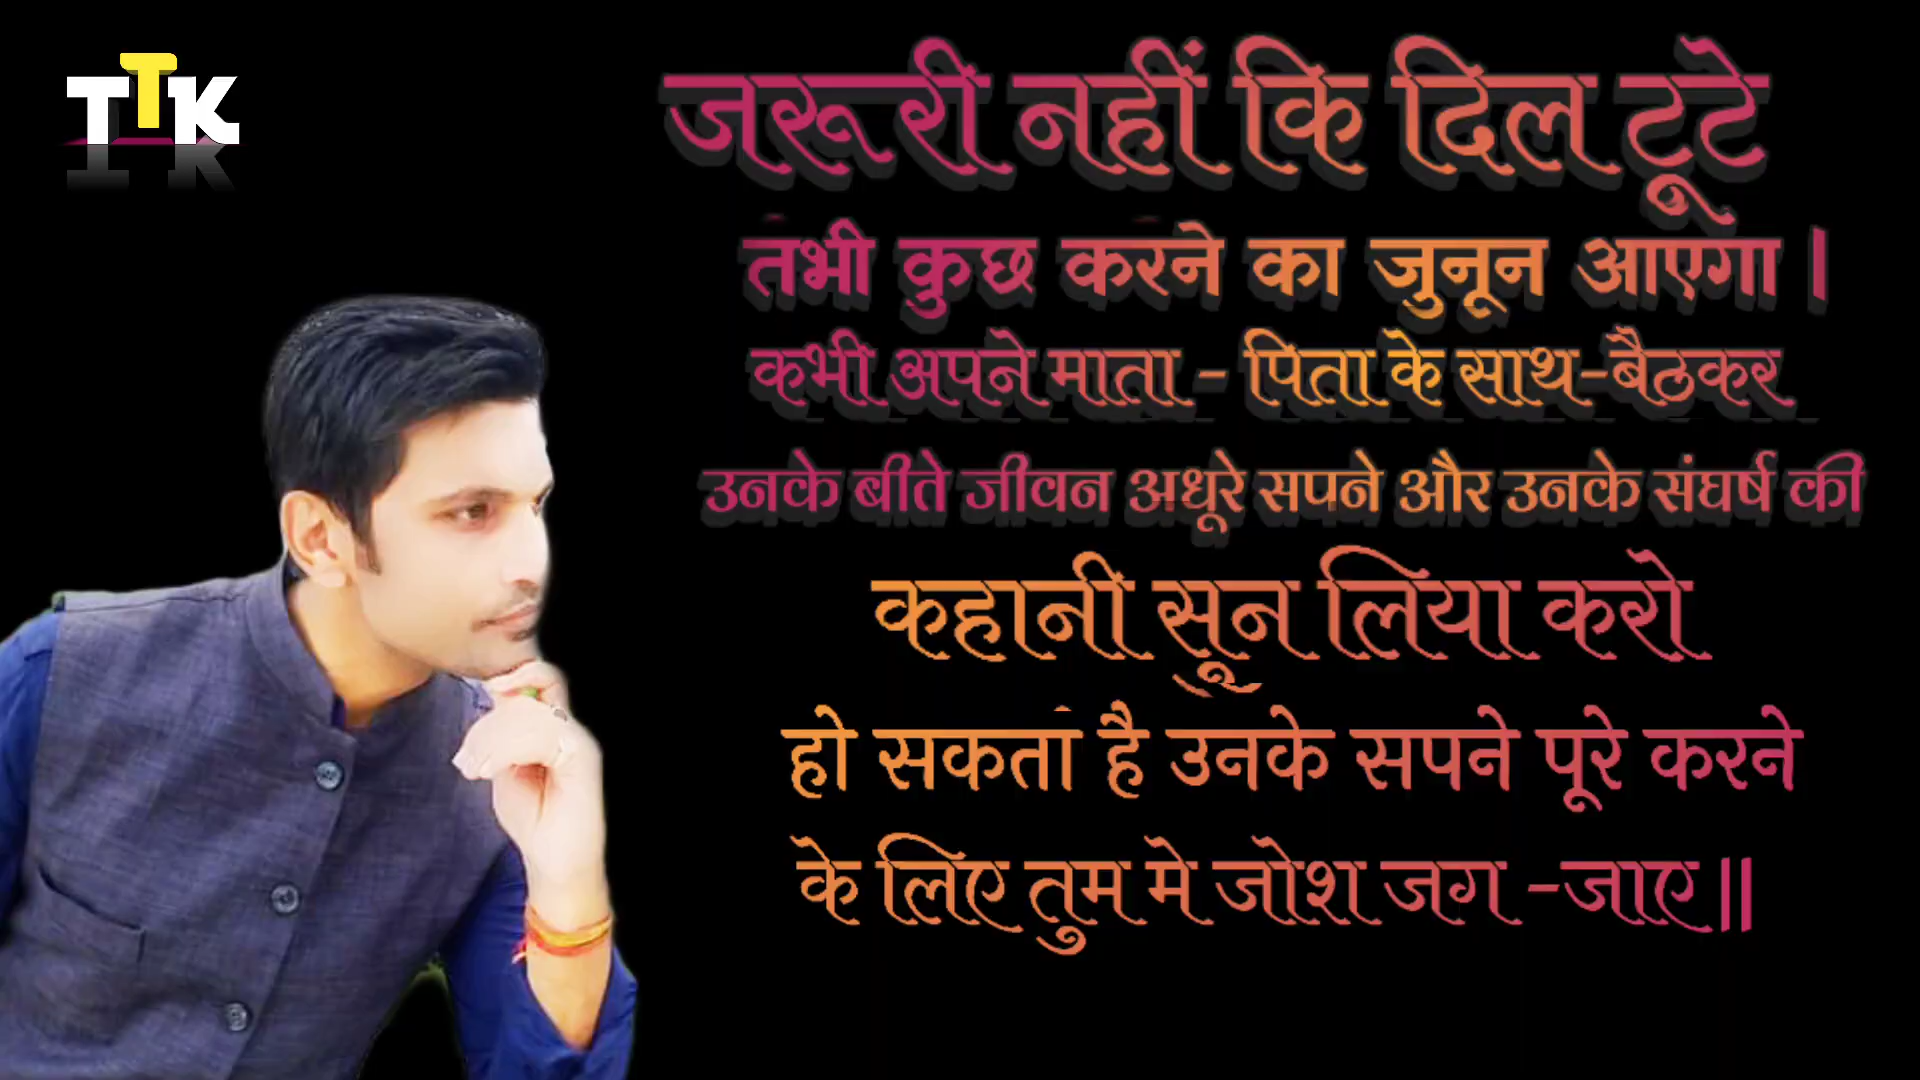 TTK
जरूरी नहीं कि दिल टूटे
तभी कुछ करने का जुनून आएगा।
कभी अपने माता - पिता के साथ-बैठकर
उनके बीते जीवन अधूरे सपने और उनके संघर्ष की
कहानी सून लिया करो
हो सकता है उनके सपने पूरे करने
के लिए तुम मे जोश जग -जाए॥